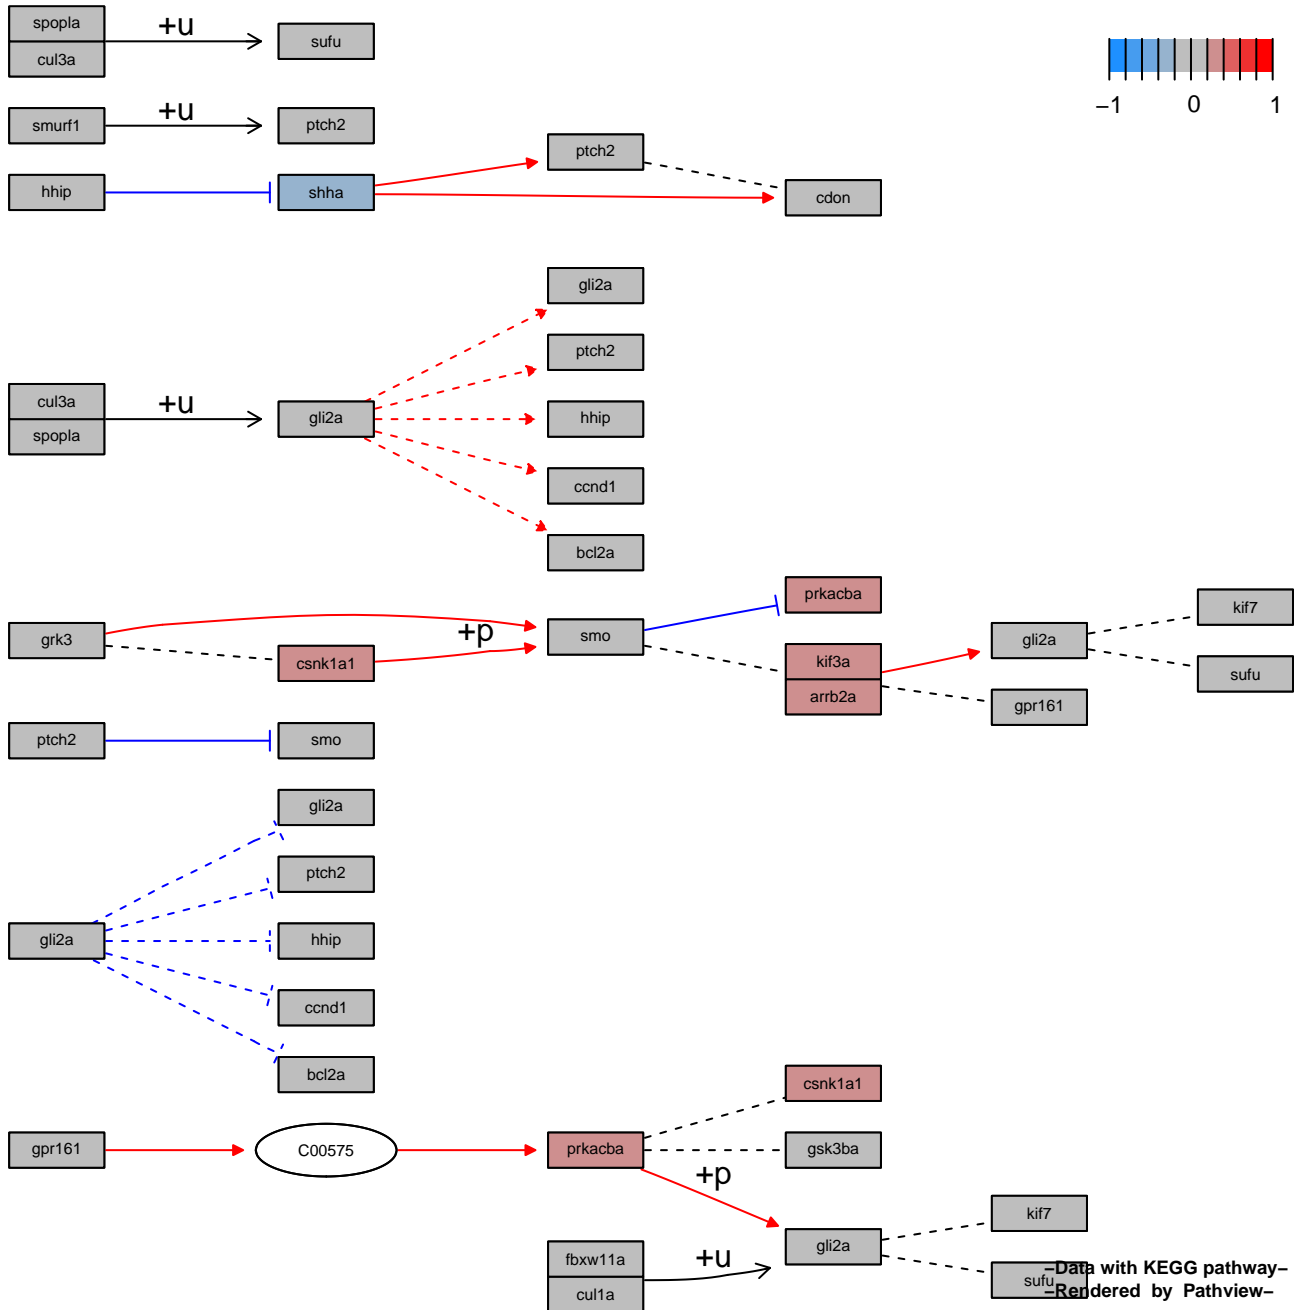 spopla
cul3a
+u
sufu
−1 0 1
smurf1
+u
ptch2
ptch2
hhip
shha
cdon
gli2a
ptch2
cul3a
spopla
+u
gli2a
hhip
ccnd1
bcl2a
prkacba
kif7
grk3
+p
smo
gli2a
csnk1a1
kif3a
arrb2a
sufu
gpr161
ptch2
smo
gli2a
ptch2
gli2a
hhip
ccnd1
bcl2a
csnk1a1
gpr161
C00575
prkacba
gsk3ba
+p
kif7
gli2a
fbxw11a
cul1a
+u
sufu
−Data with KEGG pathway−
−Rendered by Pathview−